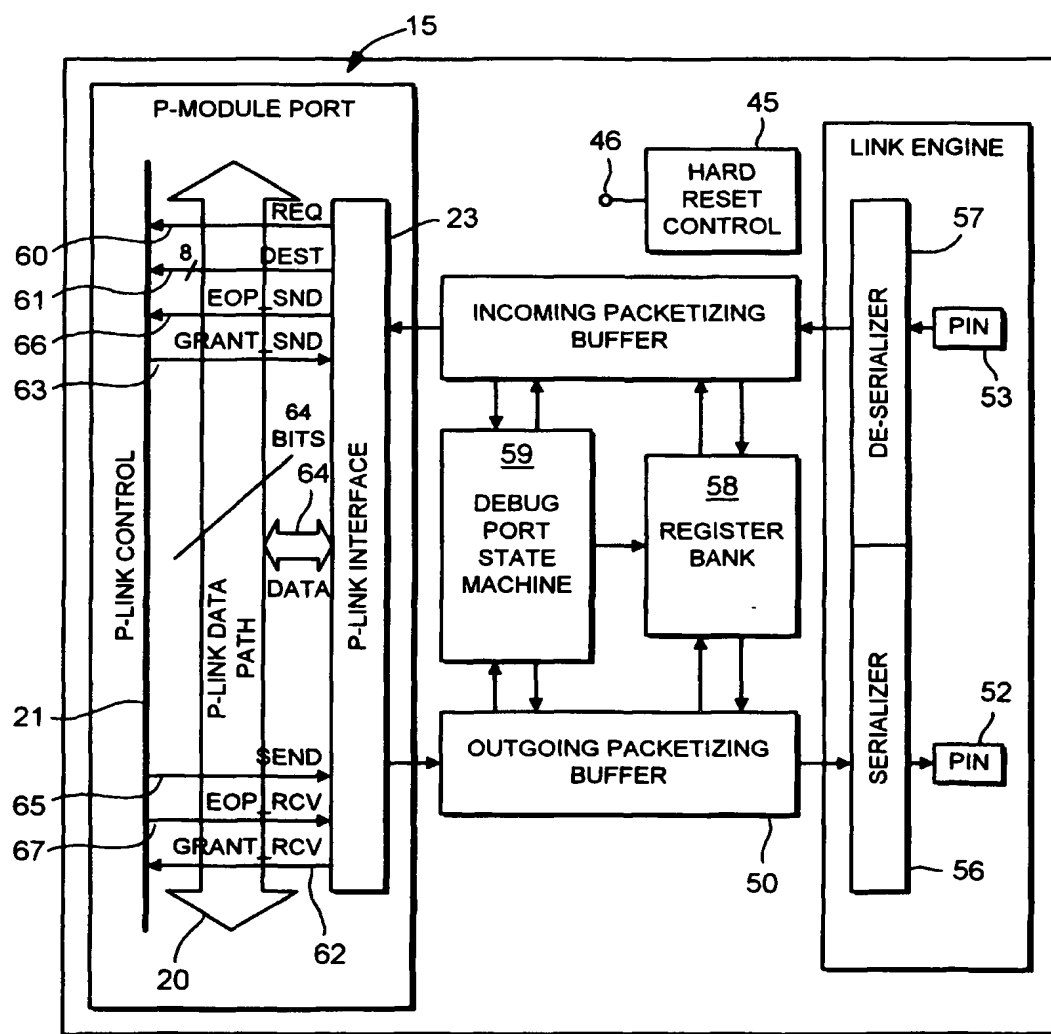 15
P-MODULE PORT
REQ
60
8
DEST
61
EOP_SND
66
GRANT_SND
63
64
BITS
64
DATA
P-LINK CONTROL
P-LINK DATA
PATH
P-LINK INTERFACE
23
21
SEND
65
EOP_RCV
67
GRANT_RCV
62
20
46
45
HARD
RESET
CONTROL
INCOMING PACKETIZING
BUFFER
59
DEBUG
PORT
STATE
MACHINE
58
REGISTER
BANK
OUTGOING PACKETIZING
BUFFER
50
LINK ENGINE
57
DE-SERIALIZER
PIN
53
SERIALIZER
52
PIN
56